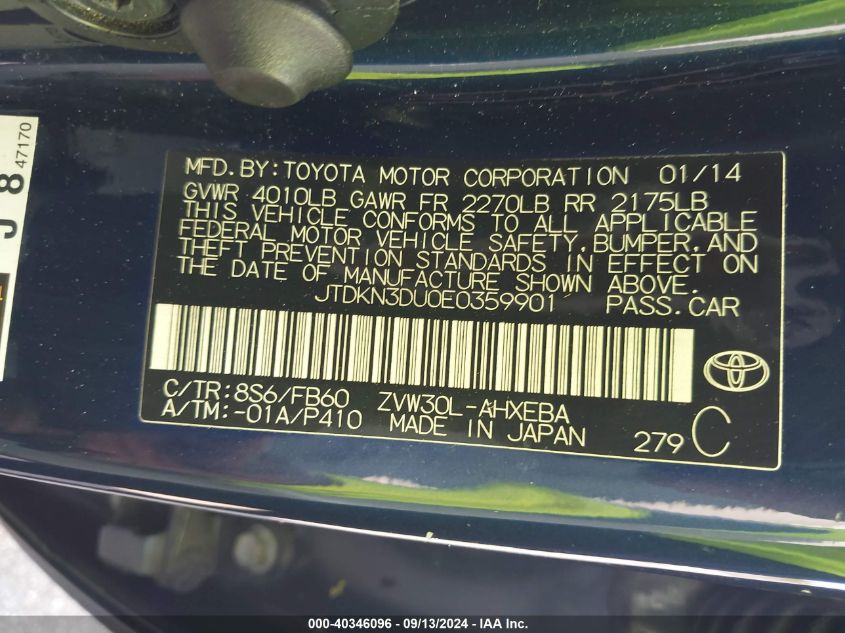 MFD.BY:TOYOTA MOTOR CORPORATION 01/14
GVWR 4010LB GAWR FR 2270LB RR 2175LB
THIS VEHICLE CONFORMS TO ALL APPLICABLE
FEDERAL MOTOR VEHICLE SAFETY,BUMPER,AND
THEFT PREVENTION STANDARDS IN EFFECT ON
THE DATE OF MANUFACTURE SHOWN ABOVE.
JTDKN3DU0E0359901 PASS.CAR
C/TR:8S6/FB60 ZVW30L-AHXEBA
A/TM:-01A/P410 MADE IN JAPAN 279 C
J 8
47170
000-40346096 - 09/13/2024 - IAA Inc.